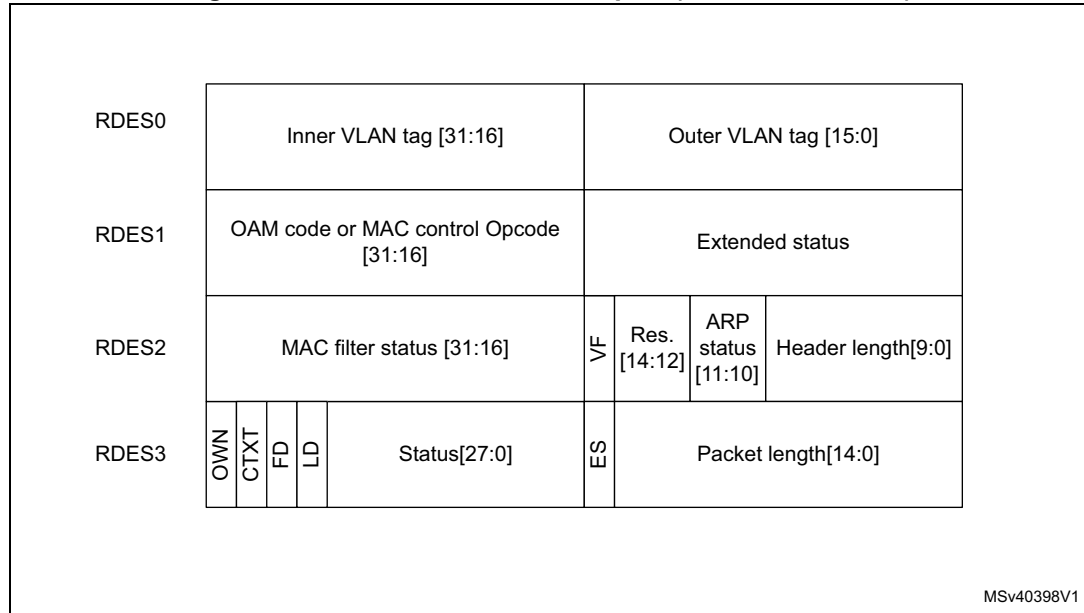 RDES0
Inner VLAN tag [31:16]
Outer VLAN tag [15:0]
RDES1
OAM code or MAC control Opcode
[31:16]
Extended status
RDES2
MAC filter status [31:16]
VF
Res.
[14:12]
ARP
status
[11:10]
Header length[9:0]
RDES3
OWN
CTXT
FD
LD
Status[27:0]
ES
Packet length[14:0]
MSv40398V1